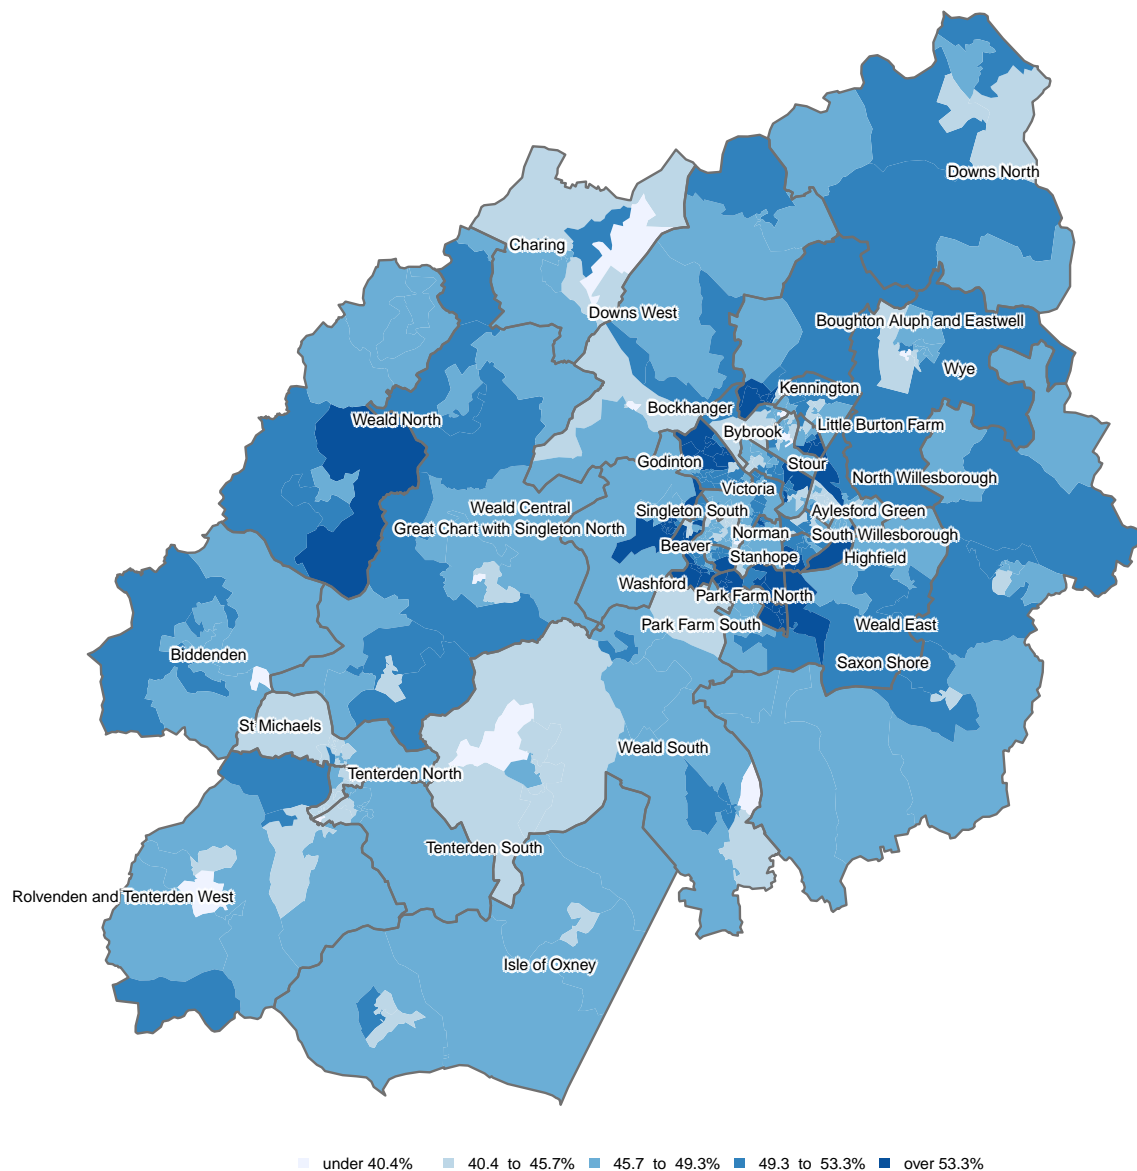 Downs North
Charing
Downs West
Boughton Aluph and Eastwell
Wye
Kennington
Bockhanger
Weald North
Little Burton Farm
Bybrook
Godinton
Stour
North Willesborough
Victoria
Weald Central
Singleton South
Aylesford Green
Great Chart with Singleton North
Norman
South Willesborough
Beaver
Stanhope
Highfield
Washford
Park Farm North
Park Farm South
Weald East
Biddenden
Saxon Shore
St Michaels
Weald South
Tenterden North
Tenterden South
Rolvenden and Tenterden West
Isle of Oxney
under 40.4% 40.4 to 45.7% 45.7 to 49.3% 49.3 to 53.3% over 53.3%